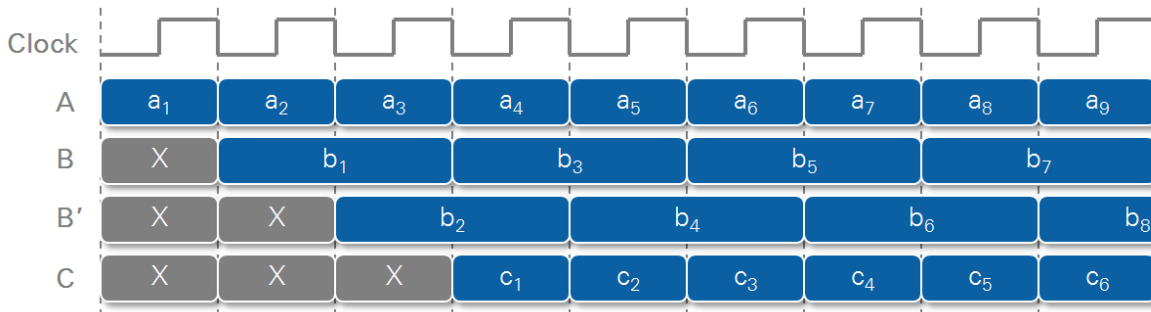 Clock
A a₁ a₂ a₃ a₄ a₅ a₆ a₇ a₈ a₉
B X b₁ b₃ b₅ b₇
B′ X X b₂ b₄ b₆ b₈
C X X X c₁ c₂ c₃ c₄ c₅ c₆